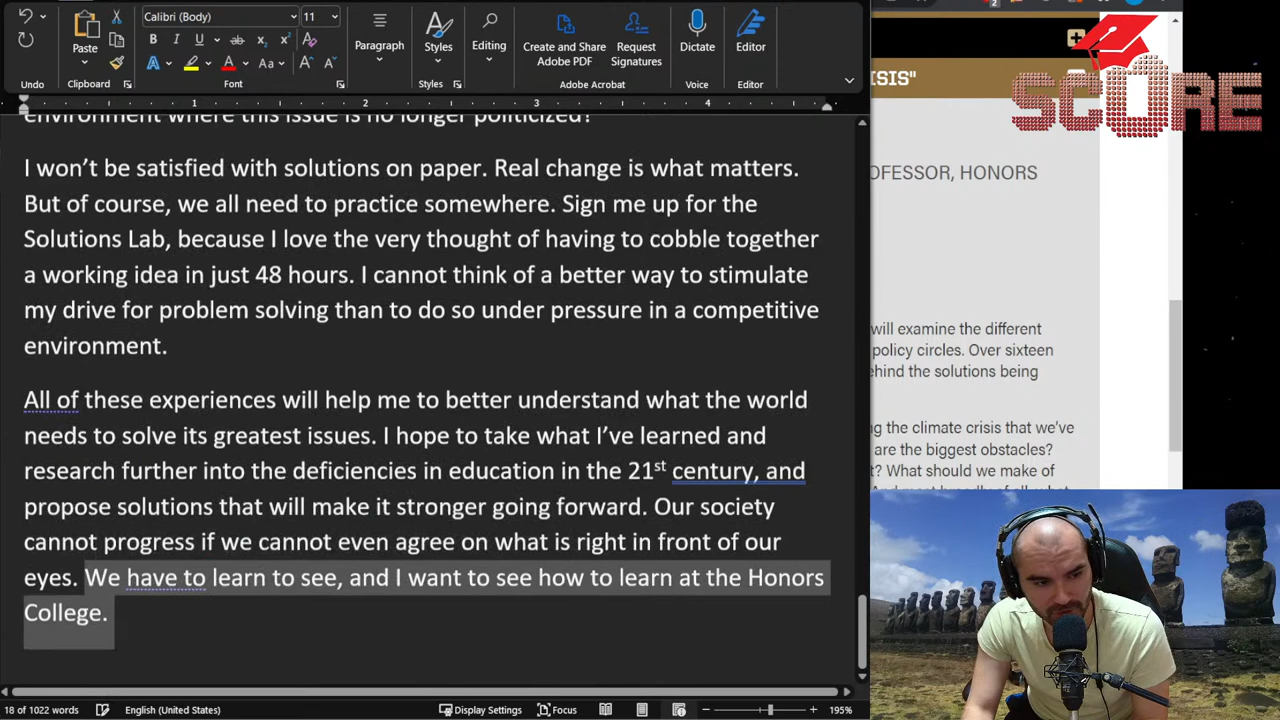 Calibri (Body)
11
Paste
Paragraph
Styles
Editing
Create and Share
Adobe PDF
Request
Signatures
Dictate
Editor
Undo
Clipboard
Font
Styles
Adobe Acrobat
Voice
Editor
2
3
4
environment where this issue is no longer politicized?
I won’t be satisfied with solutions on paper. Real change is what matters.
But of course, we all need to practice somewhere. Sign me up for the
Solutions Lab, because I love the very thought of having to cobble together
a working idea in just 48 hours. I cannot think of a better way to stimulate
my drive for problem solving than to do so under pressure in a competitive
environment.
All of these experiences will help me to better understand what the world
needs to solve its greatest issues. I hope to take what I’ve learned and
research further into the deficiencies in education in the 21st century, and
propose solutions that will make it stronger going forward. Our society
cannot progress if we cannot even agree on what is right in front of our
eyes. We have to learn to see, and I want to see how to learn at the Honors
College.
18 of 1022 words
English (United States)
Display Settings
Focus
195%
ISIS"
SCORE
OFESSOR, HONORS
will examine the different
policy circles. Over sixteen
ehind the solutions being
ng the climate crisis that we’ve
are the biggest obstacles?
t? What should we make of